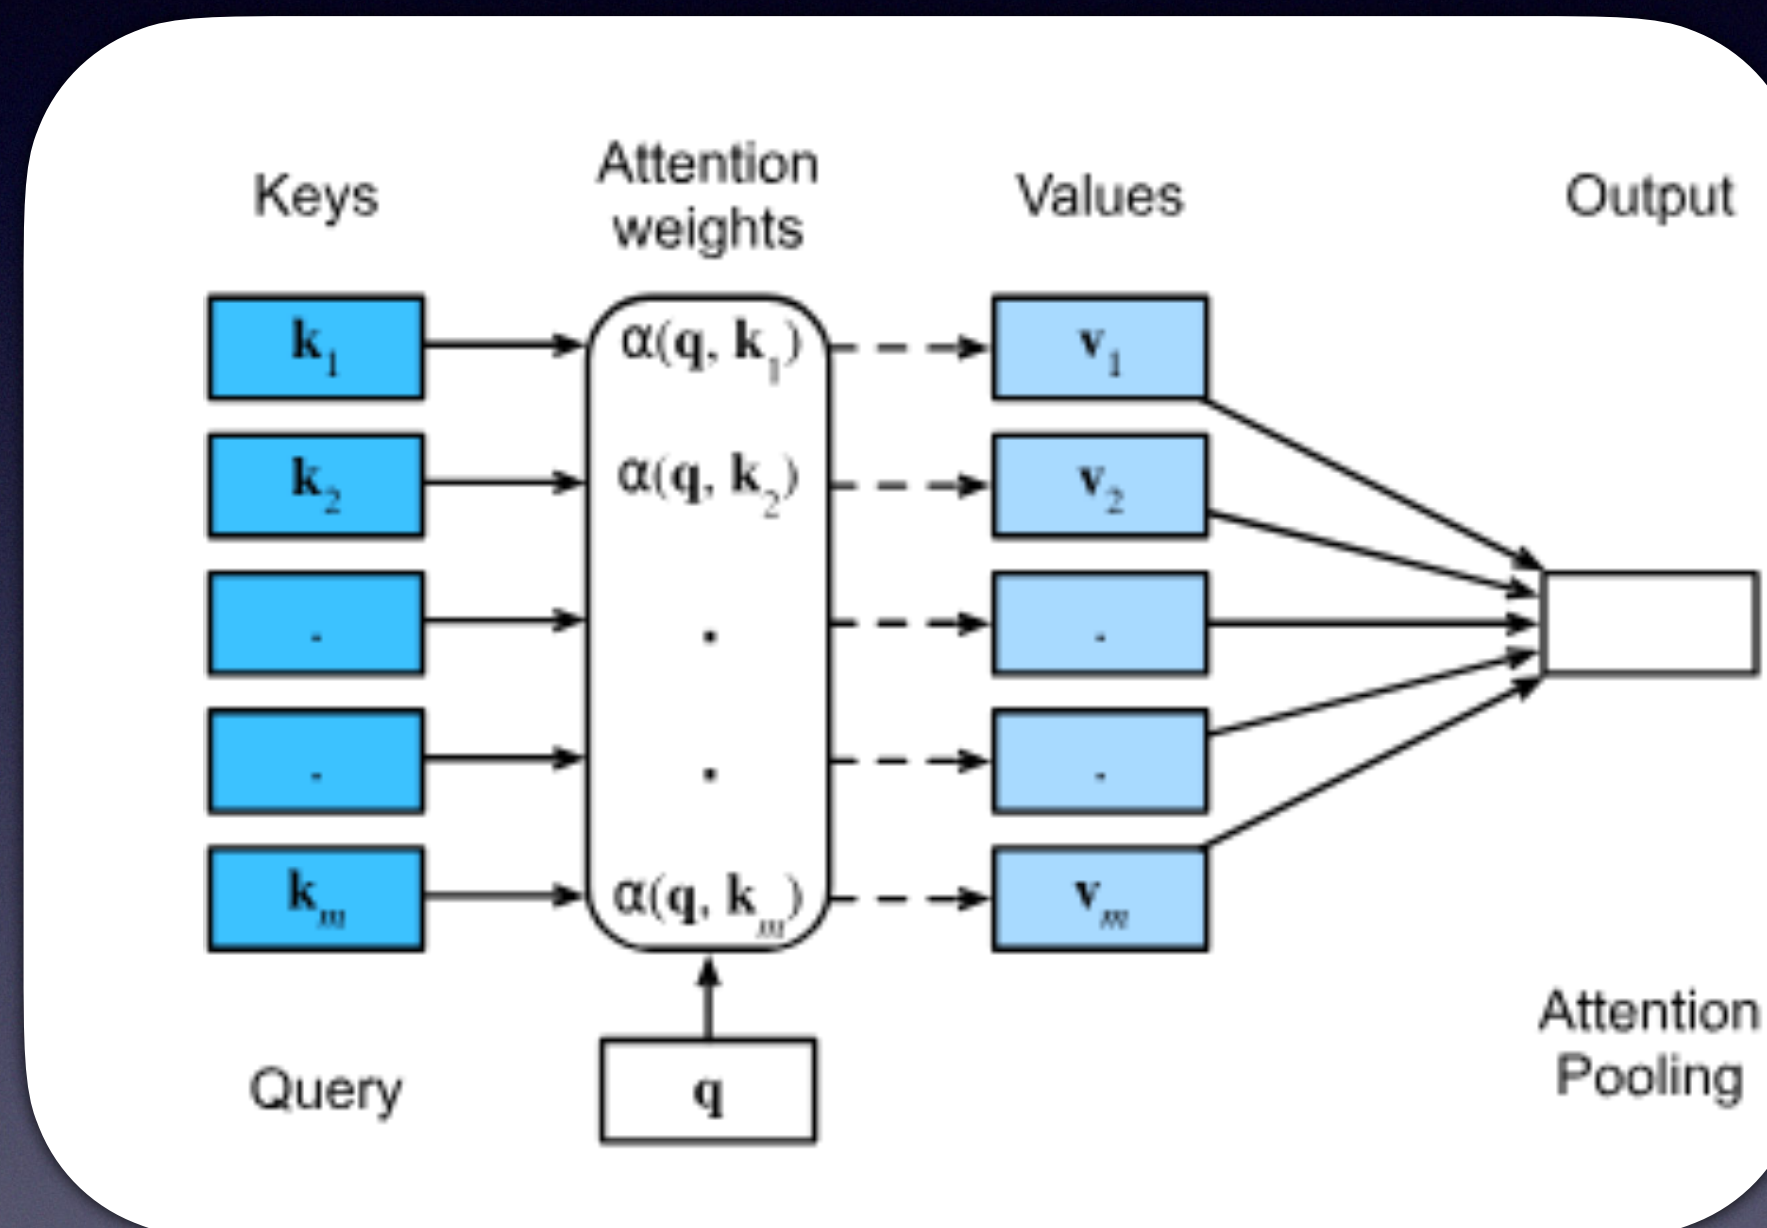 Keys
Attention
weights
Values
Output
k1
α(q, k1)
v1
k2
α(q, k2)
v2
.
.
.
.
.
.
km
α(q, km)
vm
Query
q
Attention
Pooling